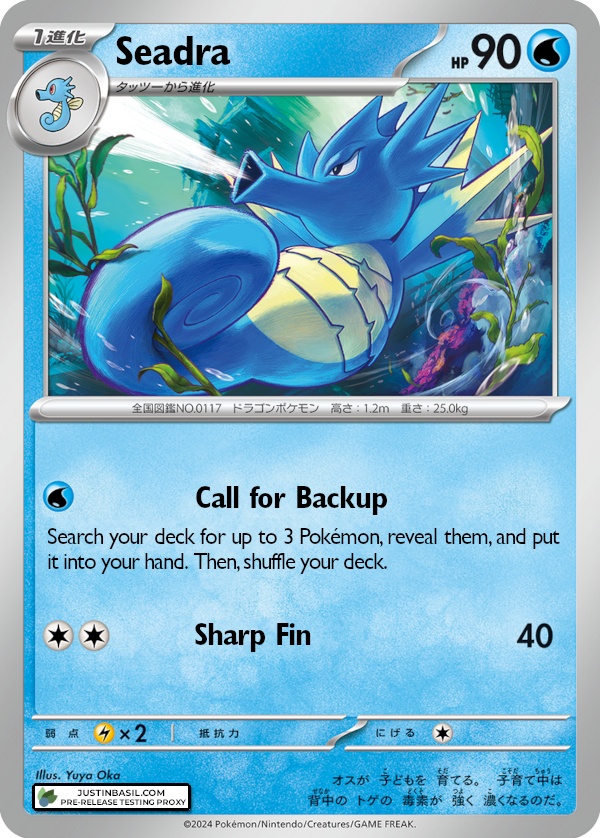 1進化
Seadra
HP 90
タッツーから進化
全国図鑑NO.0117 ドラゴンポケモン 高さ：1.2m 重さ：25.0kg
Call for Backup
Search your deck for up to 3 Pokémon, reveal them, and put
it into your hand. Then, shuffle your deck.
Sharp Fin 40
弱点 ×2 抵抗力 にげる
Illus. Yuya Oka
JUSTINBASIL.COM
PRE-RELEASE TESTING PROXY
オスが 子どもを 育てる。 子育て中は
背中の トゲの 毒素が 強く 濃くなるのだ。
©2024 Pokémon/Nintendo/Creatures/GAME FREAK.